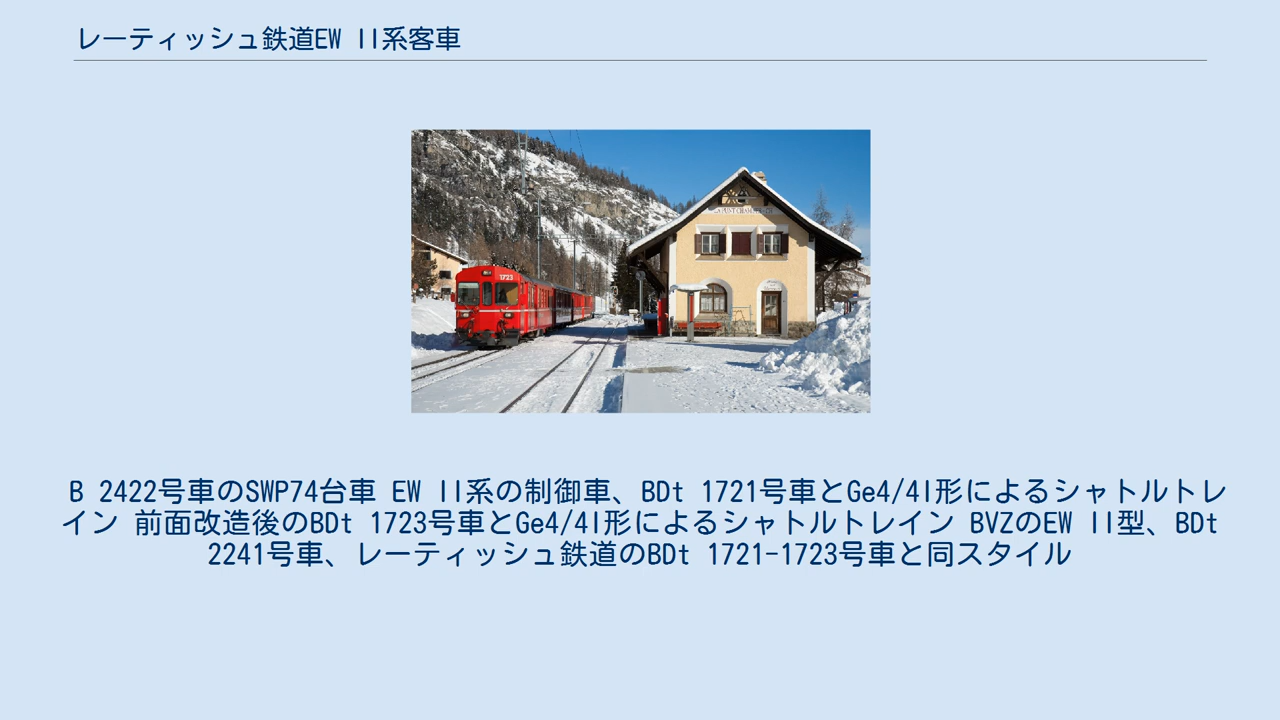 レーティッシュ鉄道EW II系客車
1723
B 2422号車のSWP74台車 EW II系の制御車、BDt 1721号車とGe4/4I形によるシャトルトレ
イン 前面改造後のBDt 1723号車とGe4/4I形によるシャトルトレイン BVZのEW II型、BDt
2241号車、レーティッシュ鉄道のBDt 1721-1723号車と同スタイル